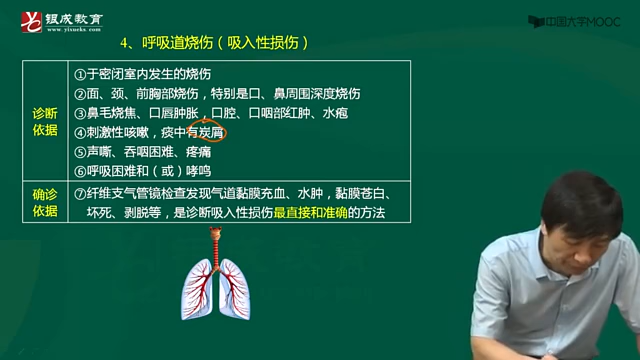 银成教育
www.yixueks.com
中国大学MOOC
4、呼吸道烧伤（吸入性损伤）
诊断依据
①于密闭室内发生的烧伤
②面、颈、前胸部烧伤，特别是口、鼻周围深度烧伤
③鼻毛烧焦、口唇肿胀，口腔、口咽部红肿、水疱
④刺激性咳嗽，痰中有炭屑
⑤声嘶、吞咽困难、疼痛
⑥呼吸困难和（或）哮鸣
确诊依据
⑦纤维支气管镜检查发现气道黏膜充血、水肿，黏膜苍白、
坏死、剥脱等，是诊断吸入性损伤最直接和准确的方法